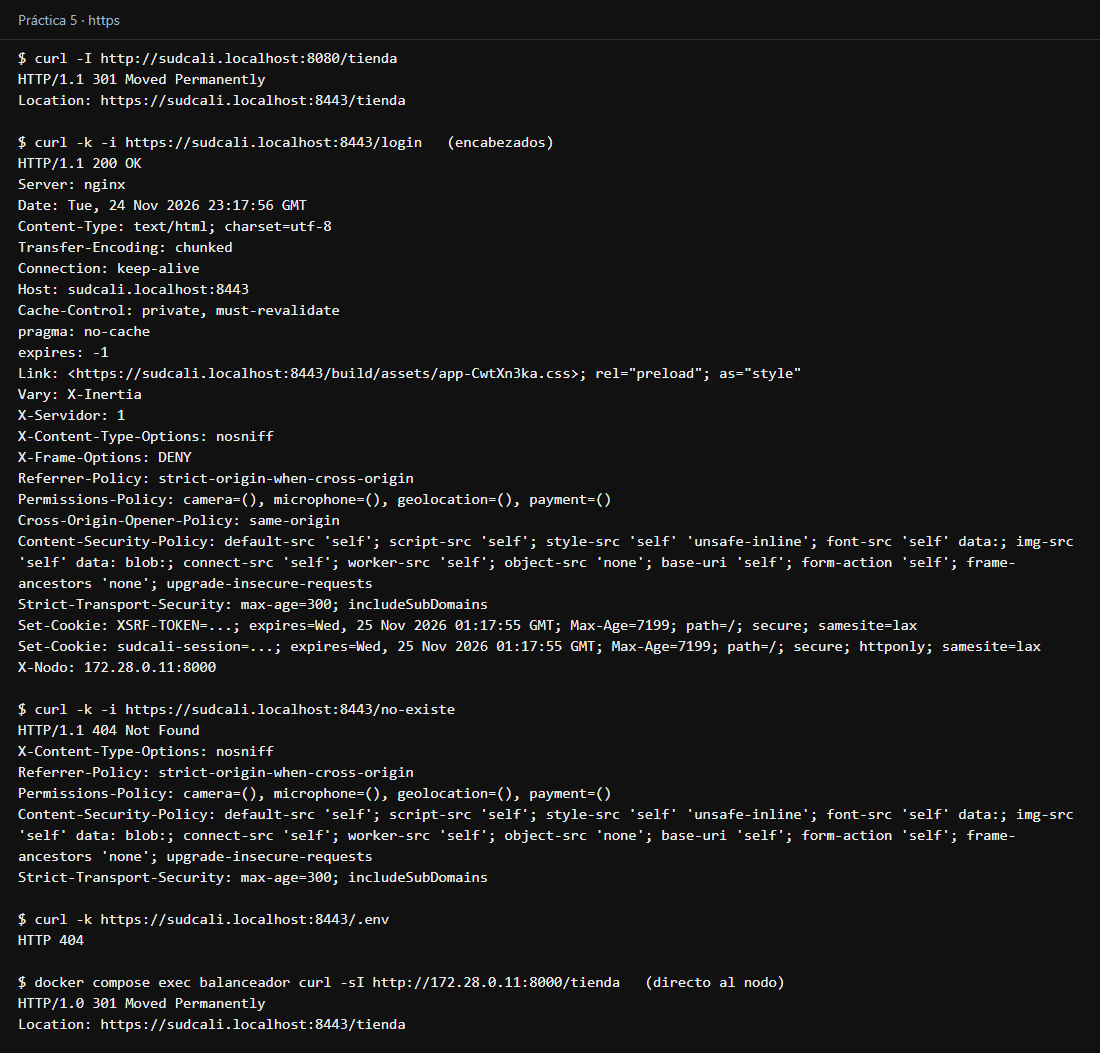 Práctica 5 · https
$ curl -I http://sudcali.localhost:8080/tienda
HTTP/1.1 301 Moved Permanently
Location: https://sudcali.localhost:8443/tienda
$ curl -k -i https://sudcali.localhost:8443/login   (encabezados)
HTTP/1.1 200 OK
Server: nginx
Date: Tue, 24 Nov 2026 23:17:56 GMT
Content-Type: text/html; charset=utf-8
Transfer-Encoding: chunked
Connection: keep-alive
Host: sudcali.localhost:8443
Cache-Control: private, must-revalidate
pragma: no-cache
expires: -1
Link: <https://sudcali.localhost:8443/build/assets/app-CwtXn3ka.css>; rel="preload"; as="style"
Vary: X-Inertia
X-Servidor: 1
X-Content-Type-Options: nosniff
X-Frame-Options: DENY
Referrer-Policy: strict-origin-when-cross-origin
Permissions-Policy: camera=(), microphone=(), geolocation=(), payment=()
Cross-Origin-Opener-Policy: same-origin
Content-Security-Policy: default-src 'self'; script-src 'self'; style-src 'self' 'unsafe-inline'; font-src 'self' data:; img-src
'self' data: blob:; connect-src 'self'; worker-src 'self'; object-src 'none'; base-uri 'self'; form-action 'self'; frame-
ancestors 'none'; upgrade-insecure-requests
Strict-Transport-Security: max-age=300; includeSubDomains
Set-Cookie: XSRF-TOKEN=...; expires=Wed, 25 Nov 2026 01:17:55 GMT; Max-Age=7199; path=/; secure; samesite=lax
Set-Cookie: sudcali-session=...; expires=Wed, 25 Nov 2026 01:17:55 GMT; Max-Age=7199; path=/; secure; httponly; samesite=lax
X-Nodo: 172.28.0.11:8000
$ curl -k -i https://sudcali.localhost:8443/no-existe
HTTP/1.1 404 Not Found
X-Content-Type-Options: nosniff
Referrer-Policy: strict-origin-when-cross-origin
Permissions-Policy: camera=(), microphone=(), geolocation=(), payment=()
Content-Security-Policy: default-src 'self'; script-src 'self'; style-src 'self' 'unsafe-inline'; font-src 'self' data:; img-src
'self' data: blob:; connect-src 'self'; worker-src 'self'; object-src 'none'; base-uri 'self'; form-action 'self'; frame-
ancestors 'none'; upgrade-insecure-requests
Strict-Transport-Security: max-age=300; includeSubDomains
$ curl -k https://sudcali.localhost:8443/.env
HTTP 404
$ docker compose exec balanceador curl -sI http://172.28.0.11:8000/tienda   (directo al nodo)
HTTP/1.0 301 Moved Permanently
Location: https://sudcali.localhost:8443/tienda